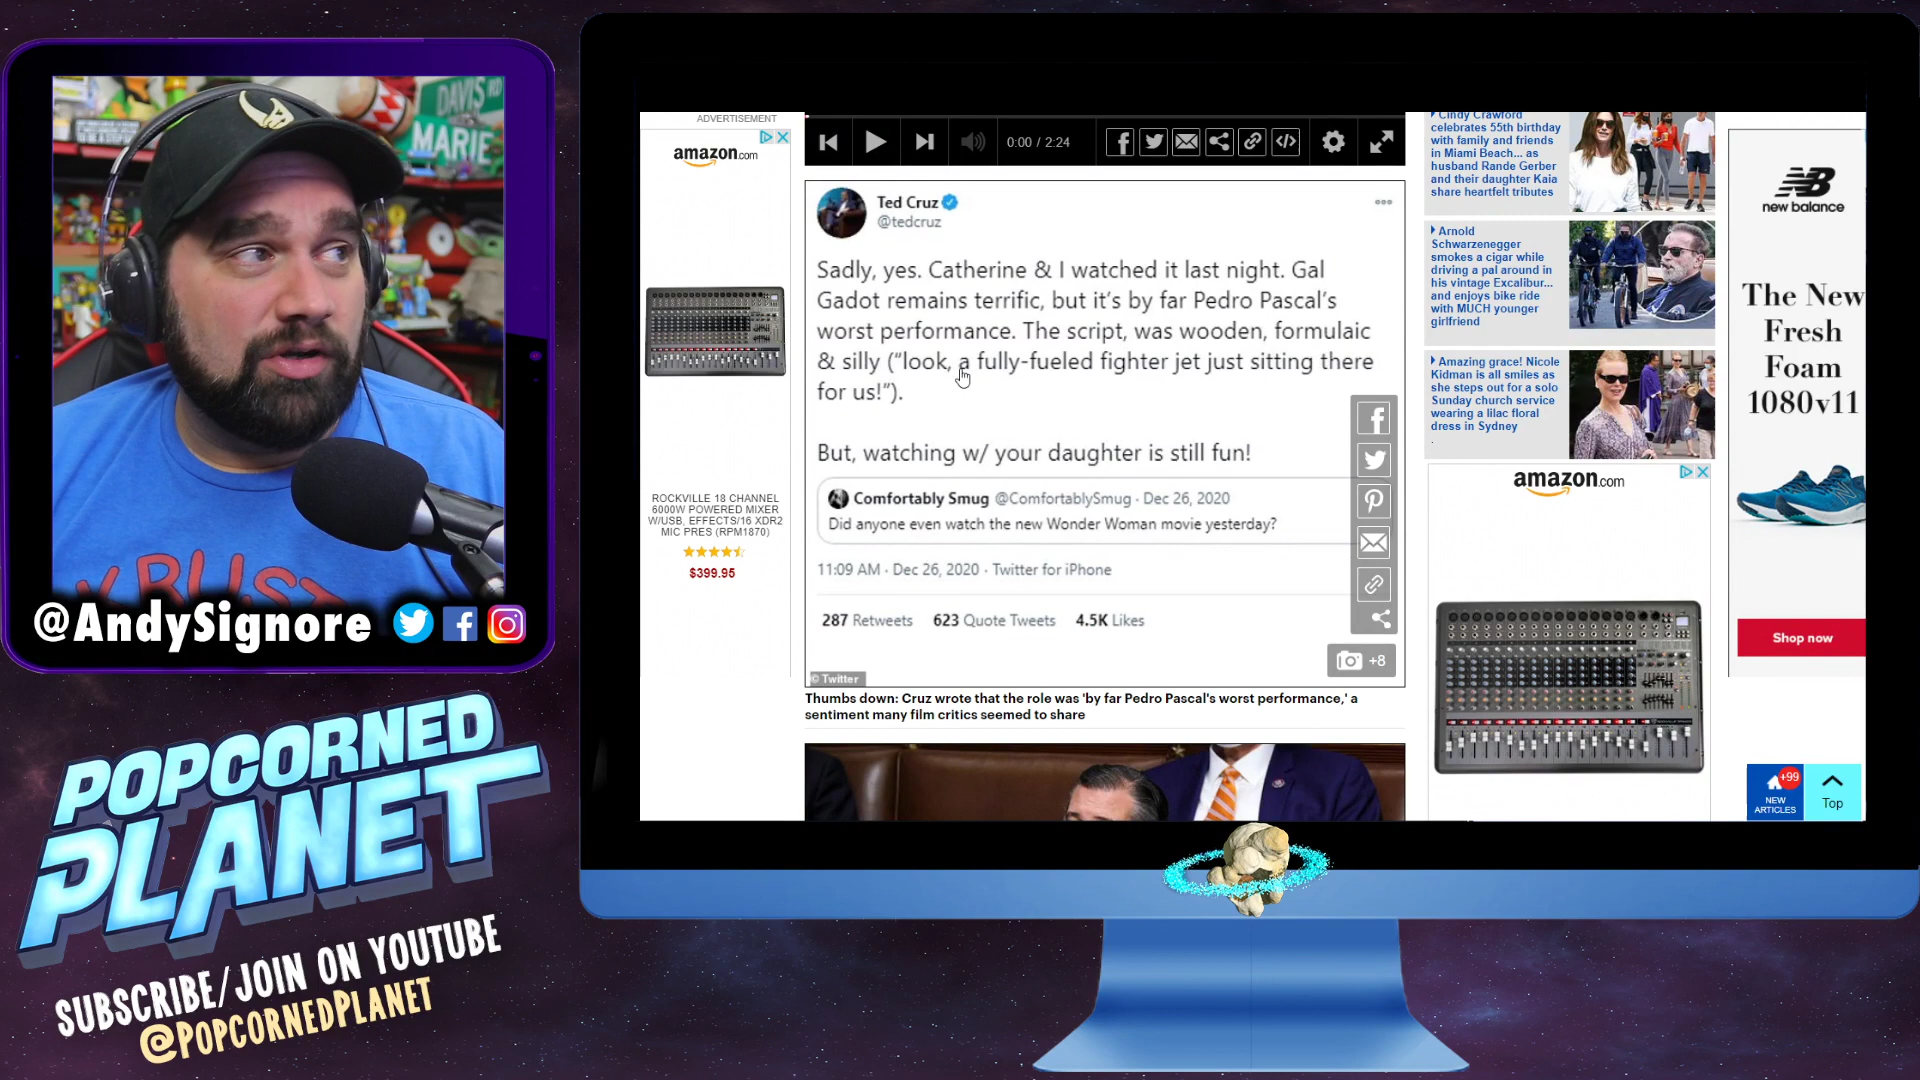 DAVIS RD
MARIE
@AndySignore
POPCORNED
PLANET
SUBSCRIBE/JOIN ON YOUTUBE
@POPCORNEDPLANET
ADVERTISEMENT
amazon.com
ROCKVILLE 18 CHANNEL
6000W POWERED MIXER
W/USB, EFFECTS/16 XDR2
MIC PRES (RPM1870)
$399.95
0:00 / 2:24
Ted Cruz
@tedcruz
Sadly, yes. Catherine & I watched it last night. Gal
Gadot remains terrific, but it's by far Pedro Pascal's
worst performance. The script, was wooden, formulaic
& silly ("look, a fully-fueled fighter jet just sitting there
for us!").
But, watching w/ your daughter is still fun!
Comfortably Smug @ComfortablySmug · Dec 26, 2020
Did anyone even watch the new Wonder Woman movie yesterday?
11:09 AM · Dec 26, 2020 · Twitter for iPhone
287 Retweets 623 Quote Tweets 4.5K Likes
+8
© Twitter
Thumbs down: Cruz wrote that the role was 'by far Pedro Pascal's worst performance,' a
sentiment many film critics seemed to share
Cindy Crawford
celebrates 55th birthday
with family and friends
in Miami Beach... as
husband Rande Gerber
and their daughter Kaia
share heartfelt tributes
Arnold
Schwarzenegger
smokes a cigar while
driving a pal around in
his vintage Excalibur...
and enjoys bike ride
with MUCH younger
girlfriend
Amazing grace! Nicole
Kidman is all smiles as
she steps out for a solo
Sunday church service
wearing a lilac floral
dress in Sydney
.
amazon.com
NB
new balance
The New
Fresh
Foam
1080v11
Shop now
+99
NEW
ARTICLES
Top